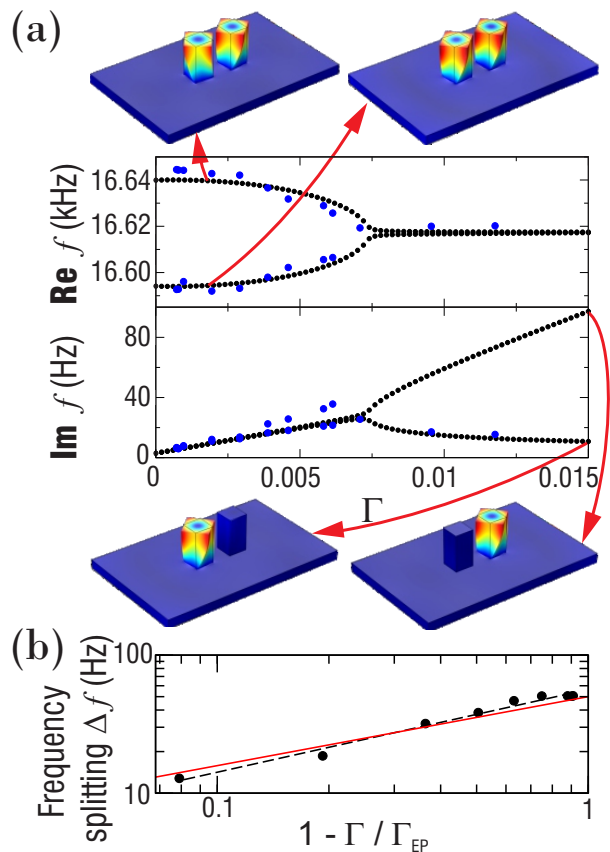 (a)
16.64
16.62
16.60
Re f (kHz)
80
40
0
Im f (Hz)
0 0.005 0.01 0.015
Γ
(b)
100
10
Frequency
splitting Δf (Hz)
0.1 1
1 - Γ / Γ_EP